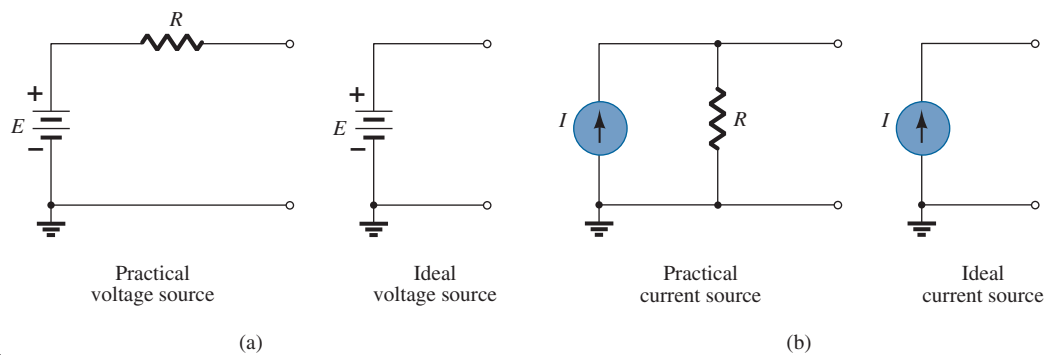 R
+
E
−
Practical
voltage source
+
E
−
Ideal
voltage source
(a)
I
R
Practical
current source
I
Ideal
current source
(b)